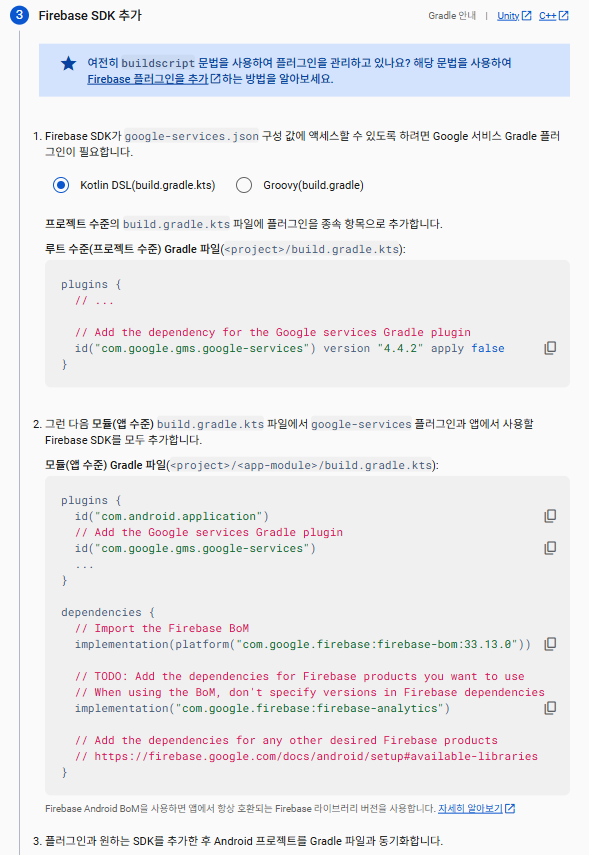 3 Firebase SDK 추가
Gradle 안내 | Unity C++
여전히 buildscript 문법을 사용하여 플러그인을 관리하고 있나요? 해당 문법을 사용하여
Firebase 플러그인을 추가하는 방법을 알아보세요.
1. Firebase SDK가 google-services.json 구성 값에 액세스할 수 있도록 하려면 Google 서비스 Gradle 플러
그인이 필요합니다.
Kotlin DSL(build.gradle.kts) Groovy(build.gradle)
프로젝트 수준의 build.gradle.kts 파일에 플러그인을 종속 항목으로 추가합니다.
루트 수준(프로젝트 수준) Gradle 파일(<project>/build.gradle.kts):
plugins {
// ...
// Add the dependency for the Google services Gradle plugin
id("com.google.gms.google-services") version "4.4.2" apply false
}
2. 그런 다음 모듈(앱 수준) build.gradle.kts 파일에서 google-services 플러그인과 앱에서 사용할
Firebase SDK를 모두 추가합니다.
모듈(앱 수준) Gradle 파일(<project>/<app-module>/build.gradle.kts):
plugins {
id("com.android.application")
// Add the Google services Gradle plugin
id("com.google.gms.google-services")
...
}
dependencies {
// Import the Firebase BoM
implementation(platform("com.google.firebase:firebase-bom:33.13.0"))
// TODO: Add the dependencies for Firebase products you want to use
// When using the BoM, don't specify versions in Firebase dependencies
implementation("com.google.firebase:firebase-analytics")
// Add the dependencies for any other desired Firebase products
// https://firebase.google.com/docs/android/setup#available-libraries
}
Firebase Android BoM을 사용하면 앱에서 항상 호환되는 Firebase 라이브러리 버전을 사용합니다. 자세히 알아보기
3. 플러그인과 원하는 SDK를 추가한 후 Android 프로젝트를 Gradle 파일과 동기화합니다.